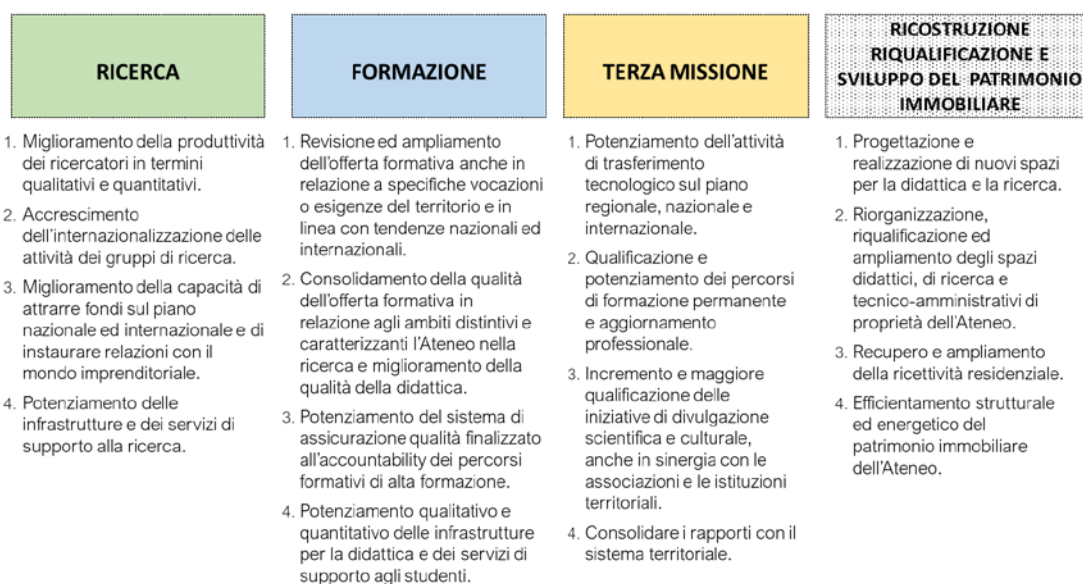 RICERCA
1. Miglioramento della produttività
dei ricercatori in termini
qualitativi e quantitativi.
2. Accrescimento
dell'internazionalizzazione delle
attività dei gruppi di ricerca.
3. Miglioramento della capacità di
attrarre fondi sul piano
nazionale ed internazionale e di
instaurare relazioni con il
mondo imprenditoriale.
4. Potenziamento delle
infrastrutture e dei servizi di
supporto alla ricerca.
FORMAZIONE
1. Revisione ed ampliamento
dell'offerta formativa anche in
relazione a specifiche vocazioni
o esigenze del territorio e in
linea con tendenze nazionali ed
internazionali.
2. Consolidamento della qualità
dell'offerta formativa in
relazione agli ambiti distintivi e
caratterizzanti l'Ateneo nella
ricerca e miglioramento della
qualità della didattica.
3. Potenziamento del sistema di
assicurazione qualità finalizzato
all'accountability dei percorsi
formativi di alta formazione.
4. Potenziamento qualitativo e
quantitativo delle infrastrutture
per la didattica e dei servizi di
supporto agli studenti.
TERZA MISSIONE
1. Potenziamento dell'attività
di trasferimento
tecnologico sul piano
regionale, nazionale e
internazionale.
2. Qualificazione e
potenziamento dei percorsi
di formazione permanente
e aggiornamento
professionale.
3. Incremento e maggiore
qualificazione delle
iniziative di divulgazione
scientifica e culturale,
anche in sinergia con le
associazioni e le istituzioni
territoriali.
4. Consolidare i rapporti con il
sistema territoriale.
RICOSTRUZIONE
RIQUALIFICAZIONE E
SVILUPPO DEL PATRIMONIO
IMMOBILIARE
1. Progettazione e
realizzazione di nuovi spazi
per la didattica e la ricerca.
2. Riorganizzazione,
riqualificazione ed
ampliamento degli spazi
didattici, di ricerca e
tecnico-amministrativi di
proprietà dell'Ateneo.
3. Recupero e ampliamento
della ricettività residenziale.
4. Efficientamento strutturale
ed energetico del
patrimonio immobiliare
dell'Ateneo.